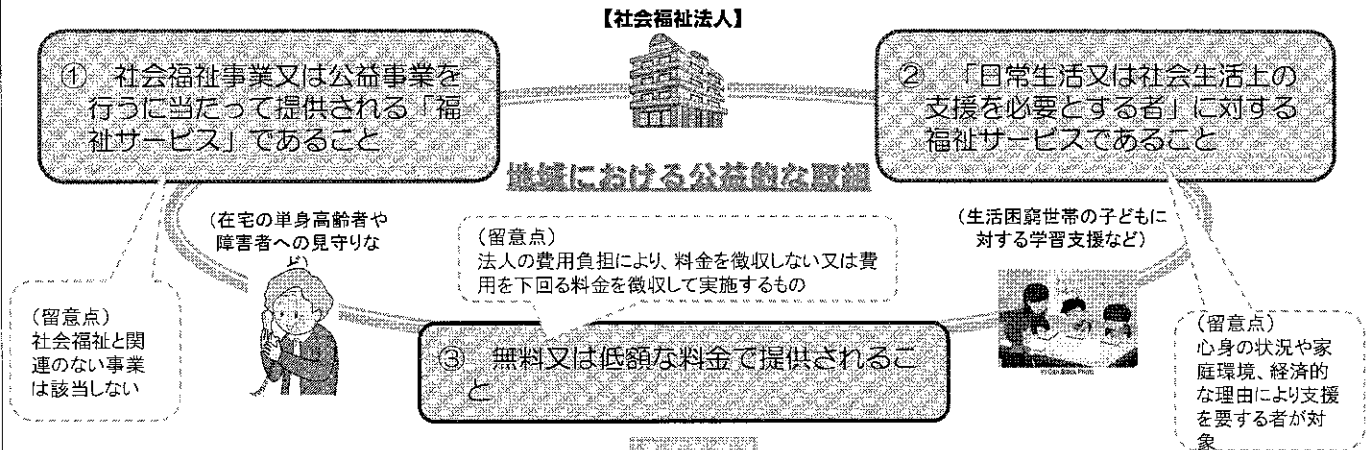 【社会福祉法人】
① 社会福祉事業又は公益事業を
行うに当たって提供される「福
祉サービス」であること
② 「日常生活又は社会生活上の
支援を必要とする者」に対する
福祉サービスであること
地域における公益的な取組
(在宅の単身高齢者や
障害者への見守りな
ど)
(留意点)
法人の費用負担により、料金を徴収しない又は費
用を下回る料金を徴収して実施するもの
(生活困窮世帯の子どもに
対する学習支援など)
(留意点)
社会福祉と関
連のない事業
は該当しない
③ 無料又は低額な料金で提供されるこ
と
(留意点)
心身の状況や家
庭環境、経済的
な理由により支援
を要する者が対
象